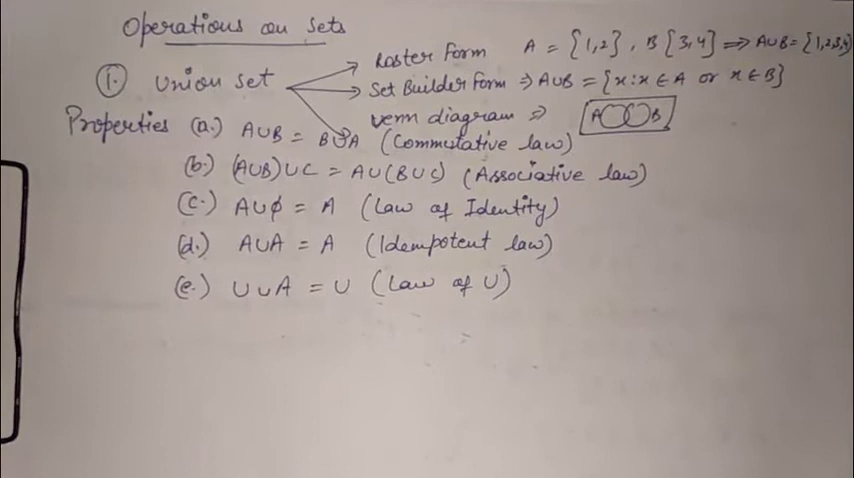 Operations on Sets
Roster Form A = {1,2}, B {3,4} ⇒ A∪B = {1,2,3,4}
① Union set Set Builder Form ⇒ A∪B = {x : x ∈ A or x ∈ B}
venn diagram ⇒ A B
Properties (a.) A∪B = B∪A (Commutative law)
(b.) (A∪B)∪C = A∪(B∪C) (Associative law)
(c.) A∪ϕ = A (Law of Identity)
(d.) A∪A = A (Idempotent law)
(e.) U∪A = U (Law of U)